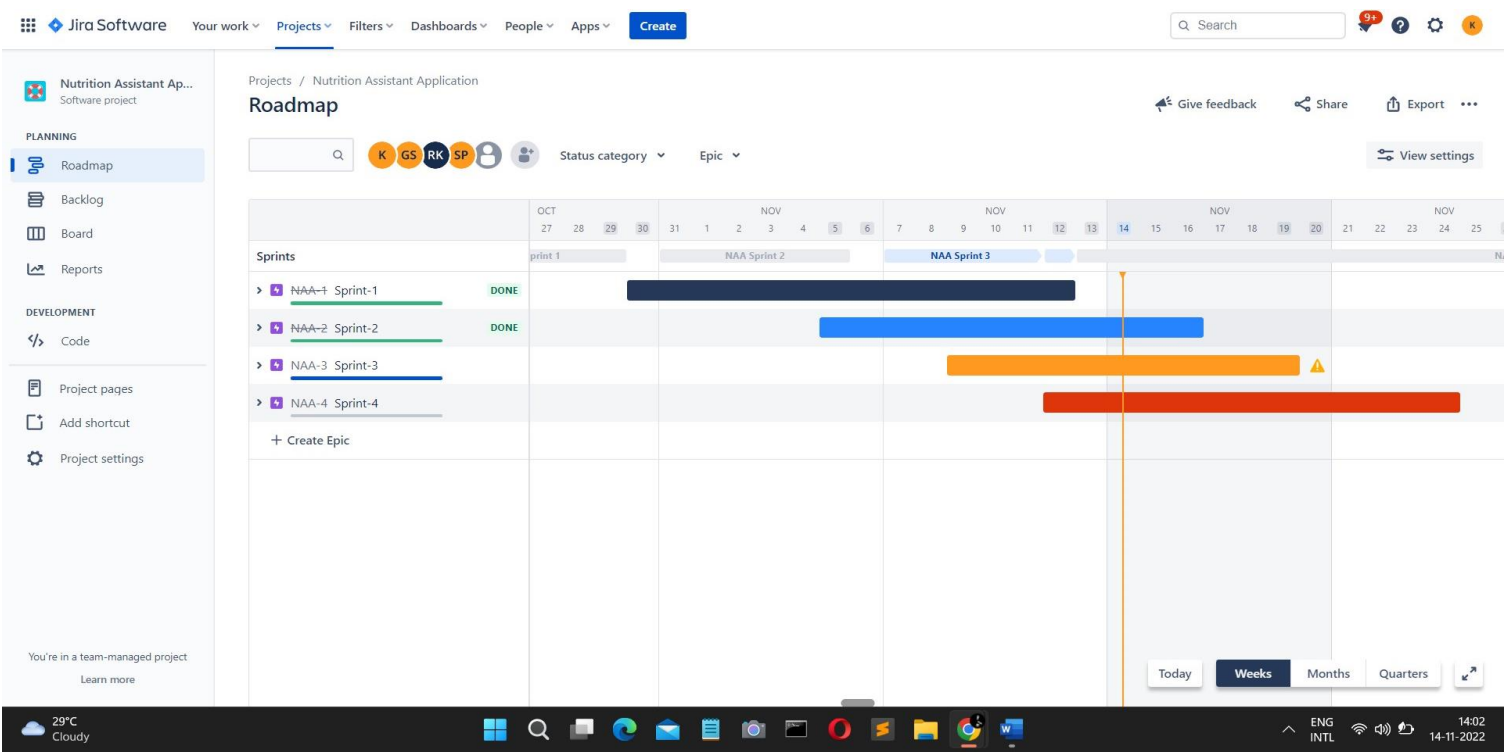 Jira Software Your work Projects Filters Dashboards People Apps Create Search 9+ K
Nutrition Assistant Ap...
Software project
PLANNING
Roadmap
Backlog
Board
Reports
DEVELOPMENT
Code
Project pages
Add shortcut
Project settings
You're in a team-managed project
Learn more
Projects / Nutrition Assistant Application
Roadmap
Give feedback Share Export
K GS RK SP Status category Epic View settings
OCT NOV NOV NOV NOV
27 28 29 30 31 1 2 3 4 5 6 7 8 9 10 11 12 13 14 15 16 17 18 19 20 21 22 23 24 25
Sprints print 1 NAA Sprint 2 NAA Sprint 3
NAA-1 Sprint-1 DONE
NAA-2 Sprint-2 DONE
NAA-3 Sprint-3
NAA-4 Sprint-4
+ Create Epic
Today Weeks Months Quarters
29°C
Cloudy
ENG
INTL
14:02
14-11-2022